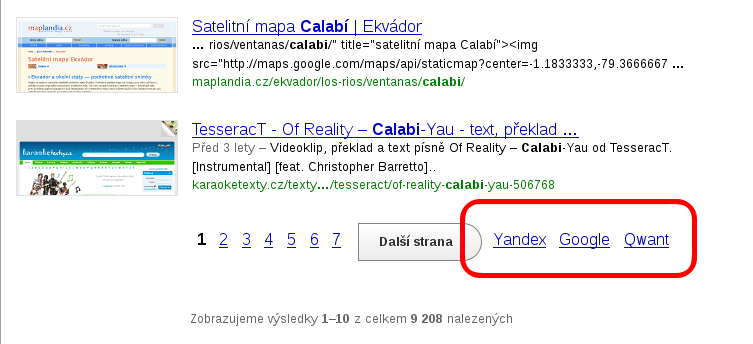 maplandia.cz
Satelitní mapa Calabí | Ekvádor
... rios/ventanas/calabi/" title="satelitní mapa Calabí"><img
src="http://maps.google.com/maps/api/staticmap?center=-1.1833333,-79.3666667 ...
maplandia.cz/ekvador/los-rios/ventanas/calabi/
Satelitní mapy Ekvádor
Ekvádor a okolní státy — podrobné satelitní snímky
TesseracT - Of Reality – Calabi-Yau - text, překlad ...
Před 3 lety – Videoklip, překlad a text písně Of Reality – Calabi-Yau od TesseracT.
[Instrumental] [feat. Christopher Barretto]..
karaoketexty.cz/texty.../tesseract/of-reality-calabi-yau-506768
karaoketexty.cz
1 2 3 4 5 6 7 Další strana Yandex Google Qwant
Zobrazujeme výsledky 1–10 z celkem 9 208 nalezených